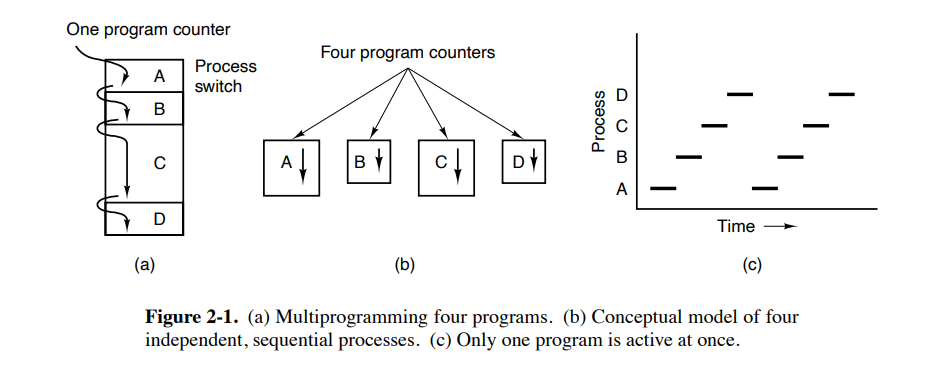 One program counter
Process
switch
A
B
C
D
(a)
Four program counters
A
B
C
D
(b)
Process
D
C
B
A
Time
(c)
Figure 2-1. (a) Multiprogramming four programs. (b) Conceptual model of four
independent, sequential processes. (c) Only one program is active at once.